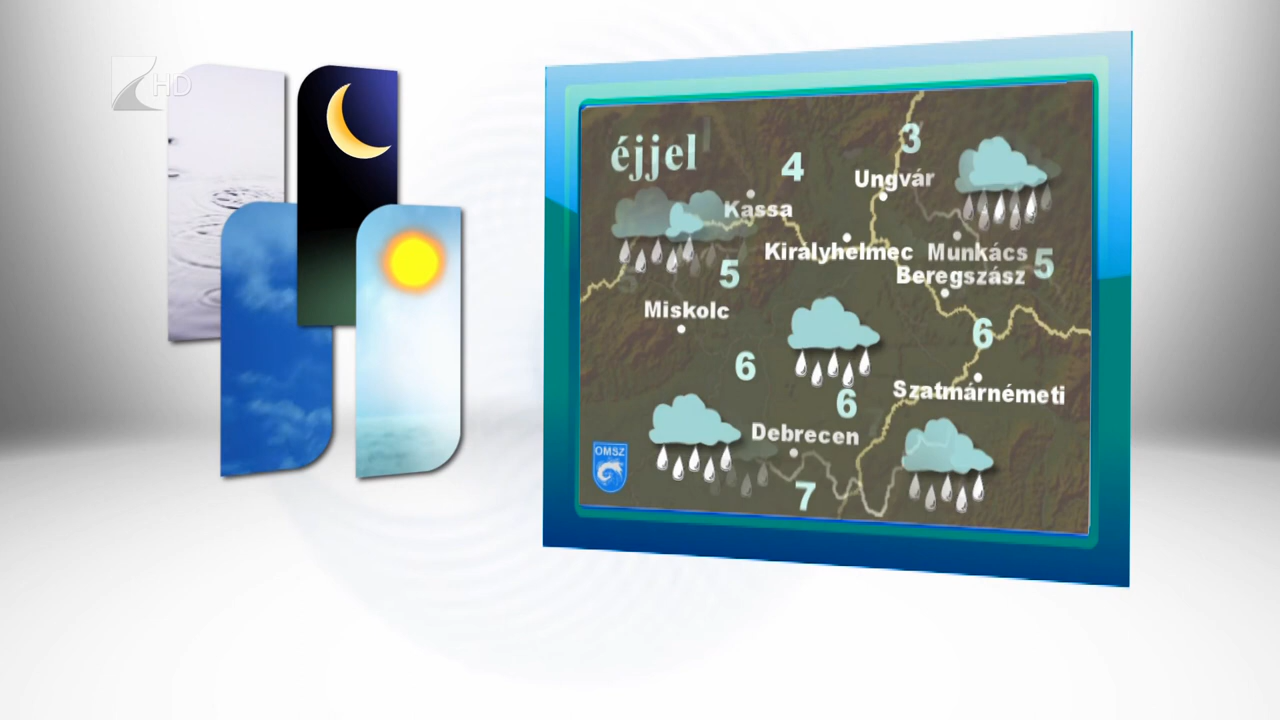 HD
éjjel
3
4
Ungvár
Kassa
Királyhelmec
Munkács
5
Beregszász
5
Miskolc
6
6
6
Szatmárnémeti
Debrecen
OMSZ
7